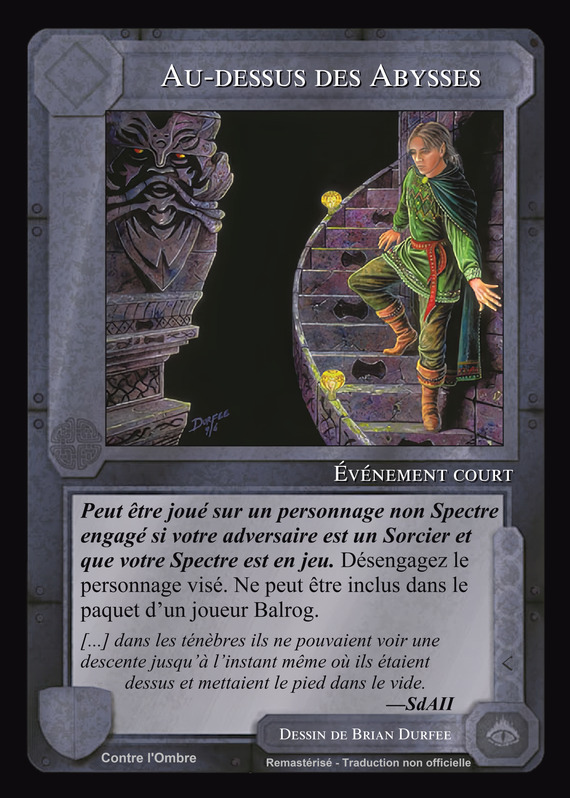 Au-dessus des Abysses
Durfee
96
Événement court
Peut être joué sur un personnage non Spectre
engagé si votre adversaire est un Sorcier et
que votre Spectre est en jeu. Désengagez le
personnage visé. Ne peut être inclus dans le
paquet d'un joueur Balrog.
[...] dans les ténèbres ils ne pouvaient voir une
descente jusqu'à l'instant même où ils étaient
dessus et mettaient le pied dans le vide.
—SdAII
Dessin de Brian Durfee
Contre l'Ombre
Remastérisé - Traduction non officielle